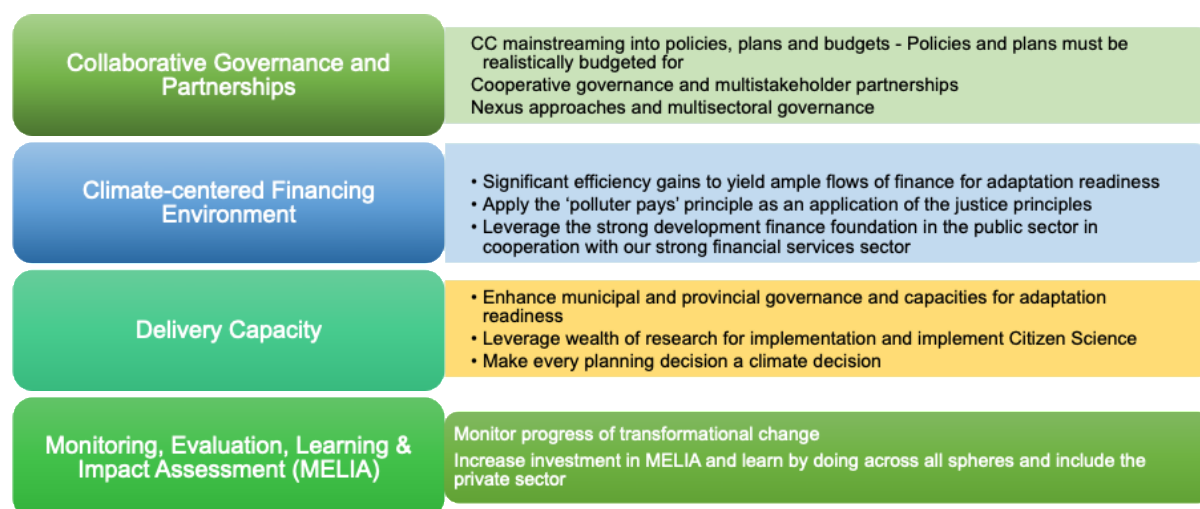 Collaborative Governance and
Partnerships
CC mainstreaming into policies, plans and budgets - Policies and plans must be
realistically budgeted for
Cooperative governance and multistakeholder partnerships
Nexus approaches and multisectoral governance
Climate-centered Financing
Environment
• Significant efficiency gains to yield ample flows of finance for adaptation readiness
• Apply the ‘polluter pays’ principle as an application of the justice principles
• Leverage the strong development finance foundation in the public sector in
cooperation with our strong financial services sector
Delivery Capacity
• Enhance municipal and provincial governance and capacities for adaptation
readiness
• Leverage wealth of research for implementation and implement Citizen Science
• Make every planning decision a climate decision
Monitoring, Evaluation, Learning &
Impact Assessment (MELIA)
Monitor progress of transformational change
Increase investment in MELIA and learn by doing across all spheres and include the
private sector